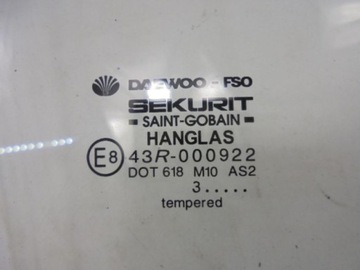 DAEWOO-FSO
SEKURIT
SAINT-GOBAIN
HANGLAS
E8 43R-000922
DOT 618 M10 AS2
3.....
tempered